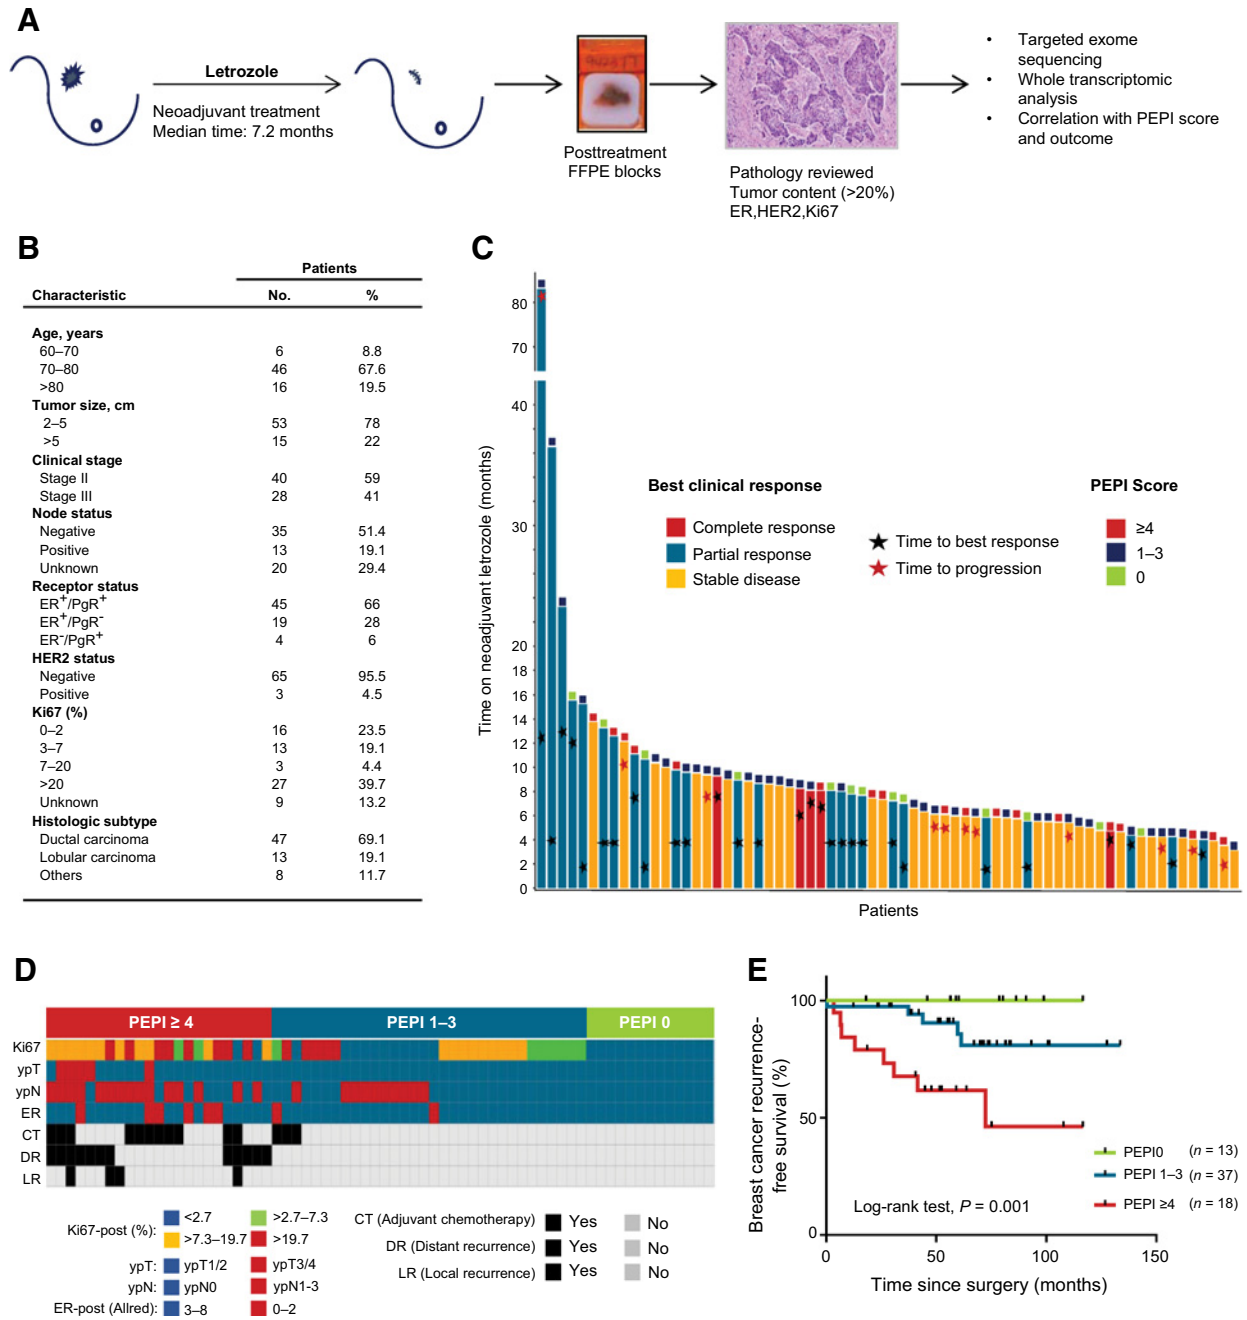 A
Letrozole
Neoadjuvant treatment
Median time: 7.2 months
Posttreatment
FFPE blocks
Pathology reviewed
Tumor content (>20%)
ER,HER2,Ki67
• Targeted exome
sequencing
• Whole transcriptomic
analysis
• Correlation with PEPI score
and outcome
B
Patients
Characteristic No. %
Age, years
60–70 6 8.8
70–80 46 67.6
>80 16 19.5
Tumor size, cm
2–5 53 78
>5 15 22
Clinical stage
Stage II 40 59
Stage III 28 41
Node status
Negative 35 51.4
Positive 13 19.1
Unknown 20 29.4
Receptor status
ER+/PgR+ 45 66
ER+/PgR- 19 28
ER-/PgR+ 4 6
HER2 status
Negative 65 95.5
Positive 3 4.5
Ki67 (%)
0–2 16 23.5
3–7 13 19.1
7–20 3 4.4
>20 27 39.7
Unknown 9 13.2
Histologic subtype
Ductal carcinoma 47 69.1
Lobular carcinoma 13 19.1
Others 8 11.7
C
Time on neoadjuvant letrozole (months)
80
70
40
30
20
18
16
14
12
10
8
6
4
2
0
Patients
Best clinical response
Complete response
Partial response
Stable disease
Time to best response
Time to progression
PEPI Score
≥4
1–3
0
D
PEPI ≥ 4 PEPI 1–3 PEPI 0
Ki67
ypT
ypN
ER
CT
DR
LR
Ki67-post (%): <2.7 >2.7–7.3
>7.3–19.7 >19.7
ypT: ypT1/2 ypT3/4
ypN: ypN0 ypN1-3
ER-post (Allred): 3–8 0–2
CT (Adjuvant chemotherapy) Yes No
DR (Distant recurrence) Yes No
LR (Local recurrence) Yes No
E
Breast cancer recurrence-
free survival (%)
100
50
0
0 50 100 150
Time since surgery (months)
Log-rank test, P = 0.001
PEPI0 (n = 13)
PEPI 1–3 (n = 37)
PEPI ≥4 (n = 18)